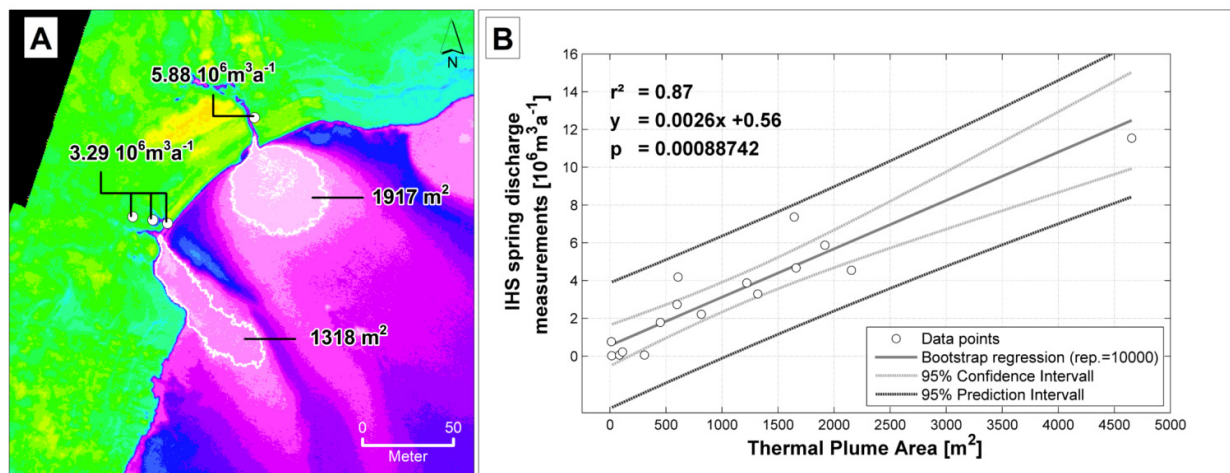 A
N
5.88 10⁶m³a⁻¹
3.29 10⁶m³a⁻¹
1917 m²
1318 m²
0 50
Meter
B
IHS spring discharge
measurements [10⁶m³a⁻¹]
16
14
12
10
8
6
4
2
0
r² = 0.87
y = 0.0026x +0.56
p = 0.00088742
Data points
Bootstrap regression (rep.=10000)
95% Confidence Intervall
95% Prediction Intervall
0 500 1000 1500 2000 2500 3000 3500 4000 4500 5000
Thermal Plume Area [m²]